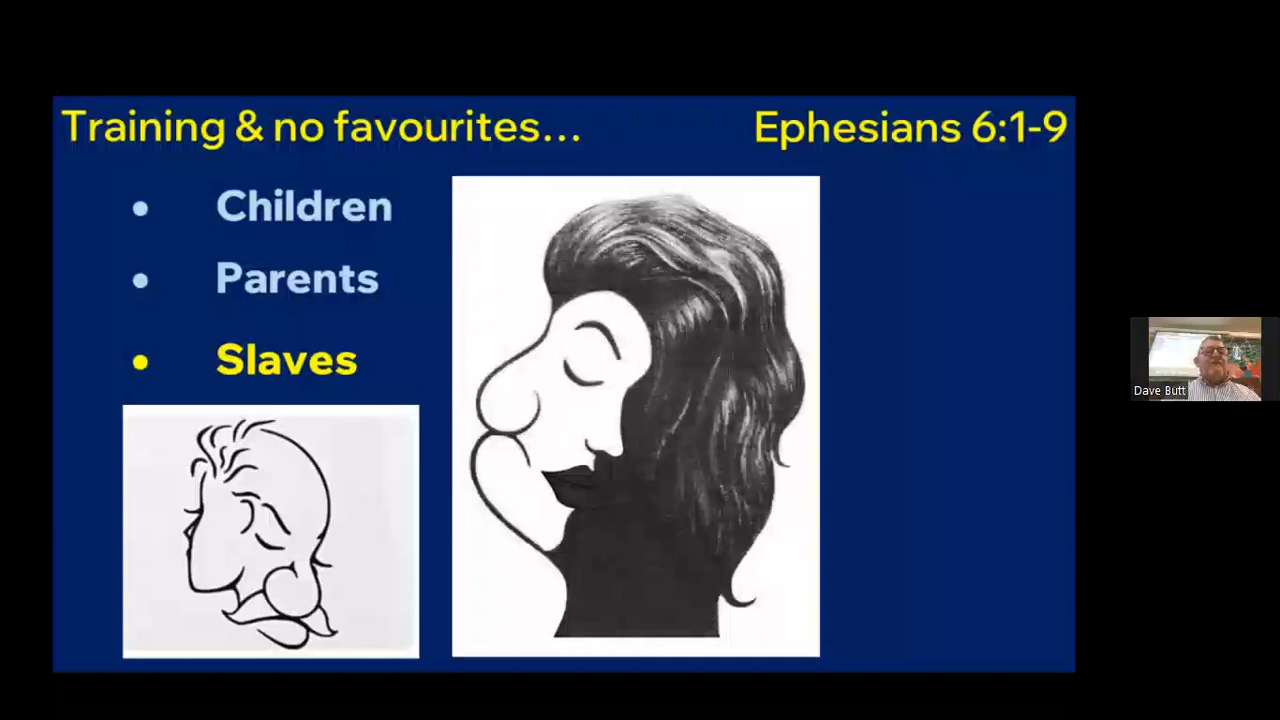 Training & no favourites...
Ephesians 6:1-9
• Children
• Parents
• Slaves
Dave Butt